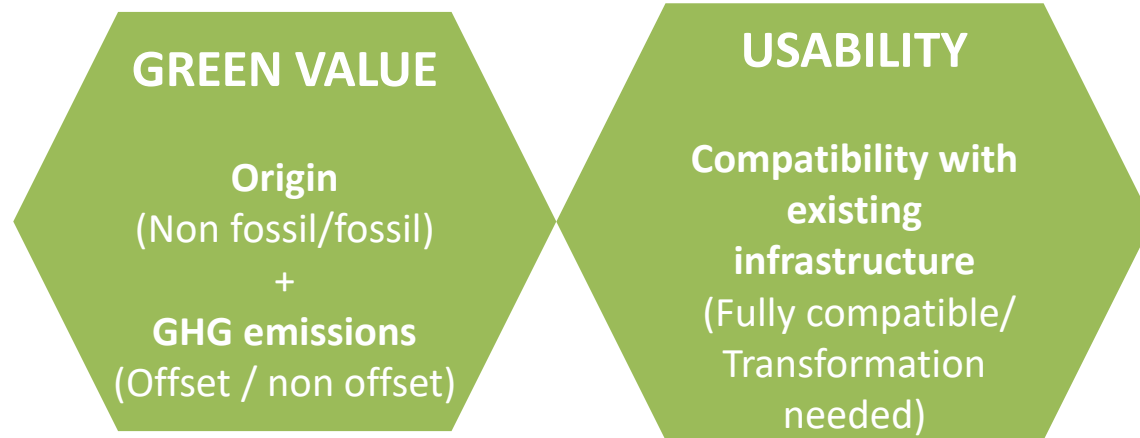 GREEN VALUE
Origin
(Non fossil/fossil)
+
GHG emissions
(Offset / non offset)
USABILITY
Compatibility with
existing
infrastructure
(Fully compatible/
Transformation
needed)